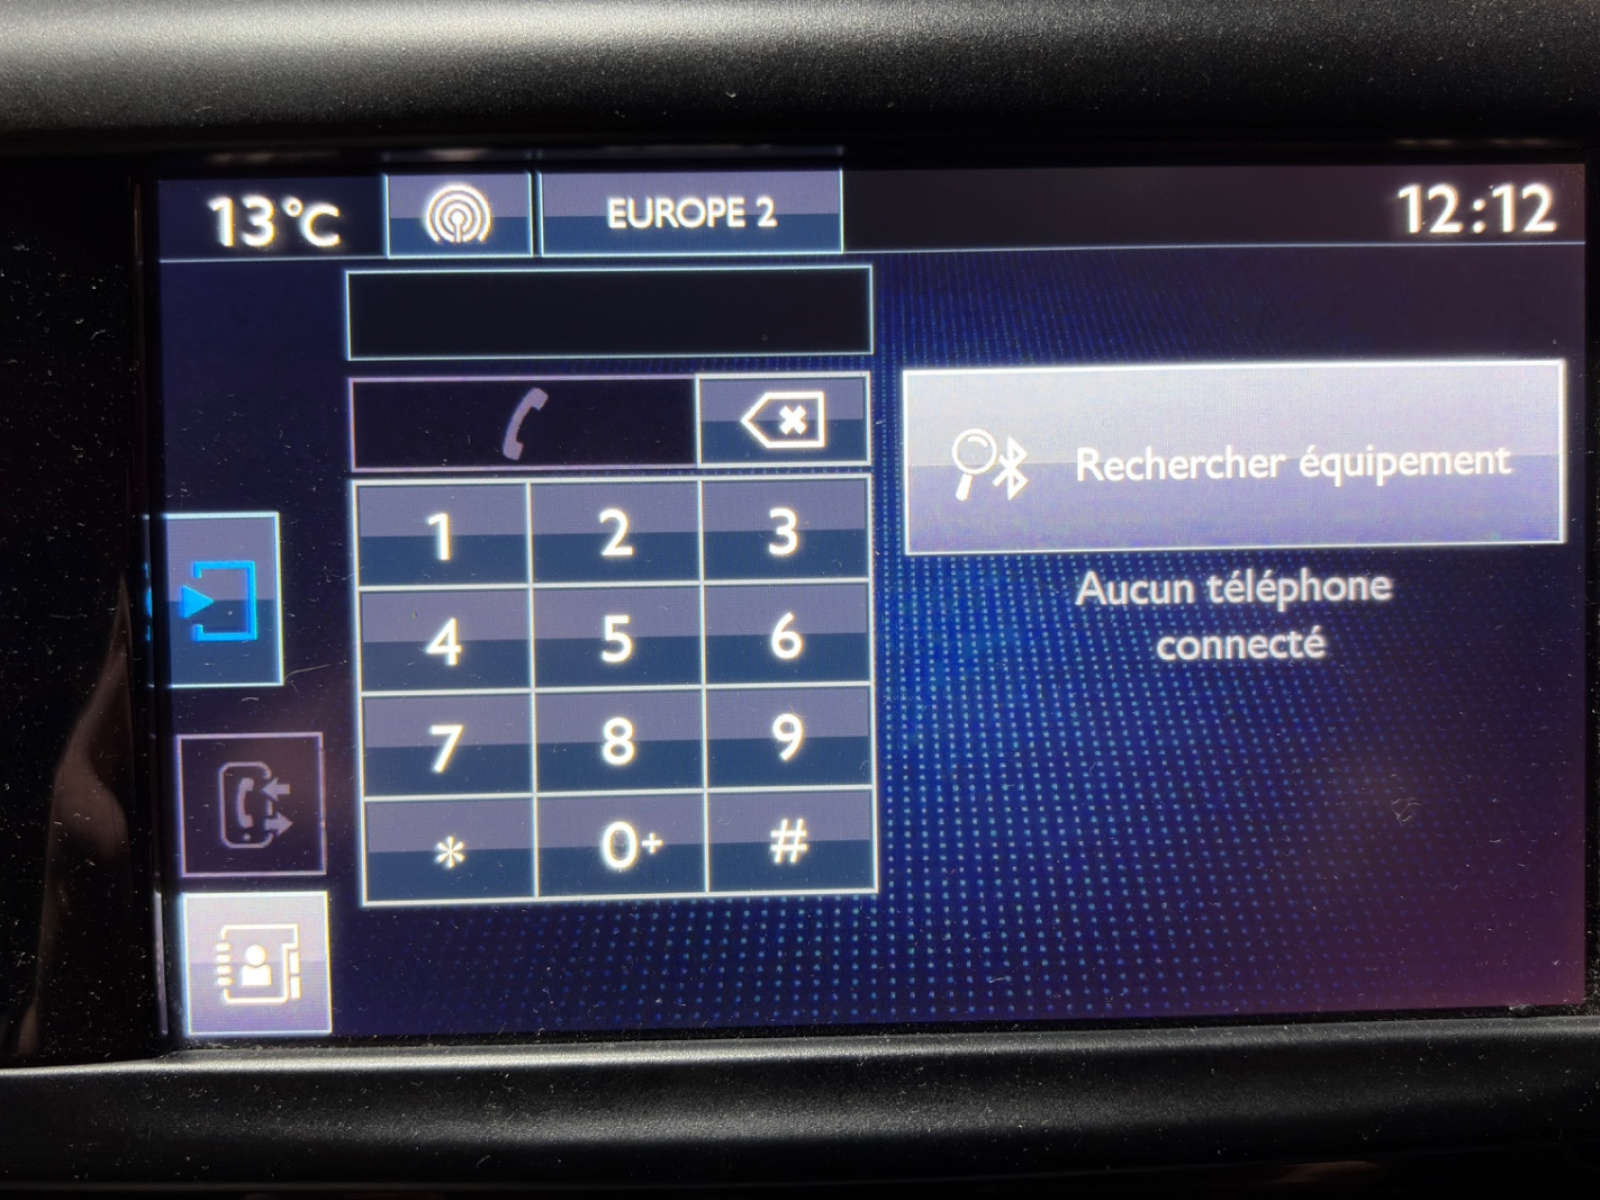 13°C
EUROPE 2
12:12
Rechercher équipement
Aucun téléphone
connecté
1 2 3
4 5 6
7 8 9
* 0+ #